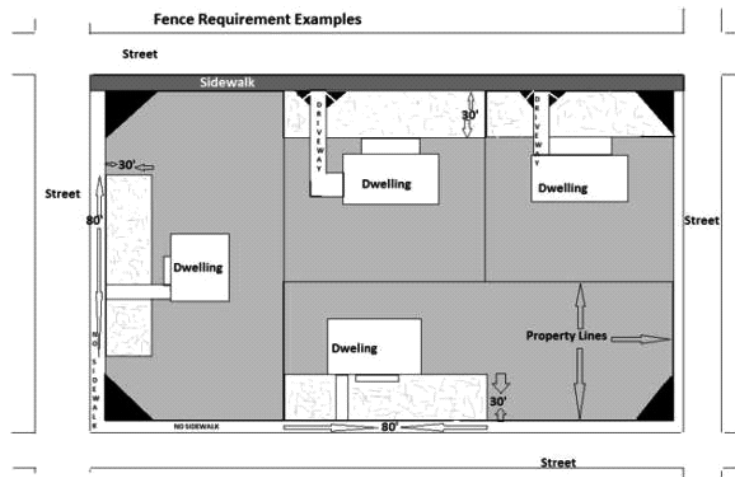 Fence Requirement Examples
Street
Sidewalk
DRIVEWAY
30'
DRIVEWAY
30'
Street
80'
Dwelling
Dwelling
Street
Dwelling
Property Lines
Dweling
NO SIDEWALK
30'
NO SIDEWALK
80'
Street